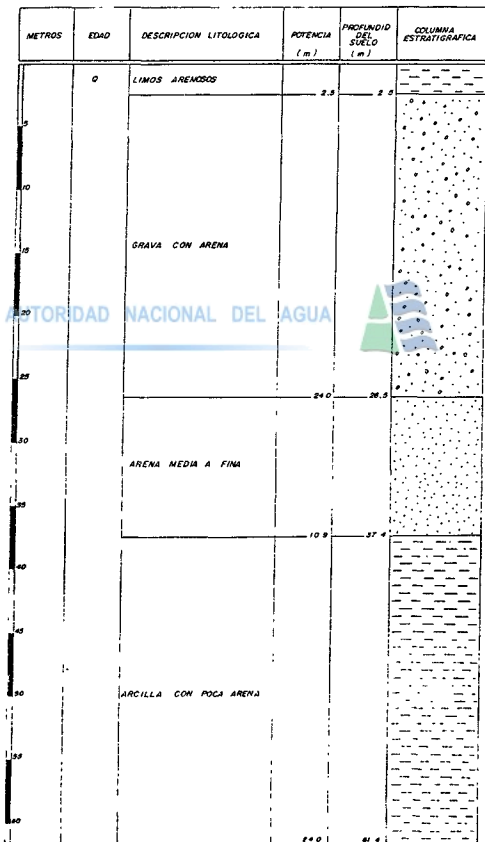 METROS EDAD DESCRIPCION LITOLOGICA POTENCIA (m) PROFUNDID DEL SUELO (m) COLUMNA ESTRATIGRAFICA
Q LIMOS ARENOSOS
2.5 2.5
5
10
GRAVA CON ARENA
15
AUTORIDAD NACIONAL DEL AGUA
20
25
24.0 26.5
30
ARENA MEDIA A FINA
35
10.9 37.4
40
45
ARCILLA CON POCA ARENA
50
55
60
24.0 61.4